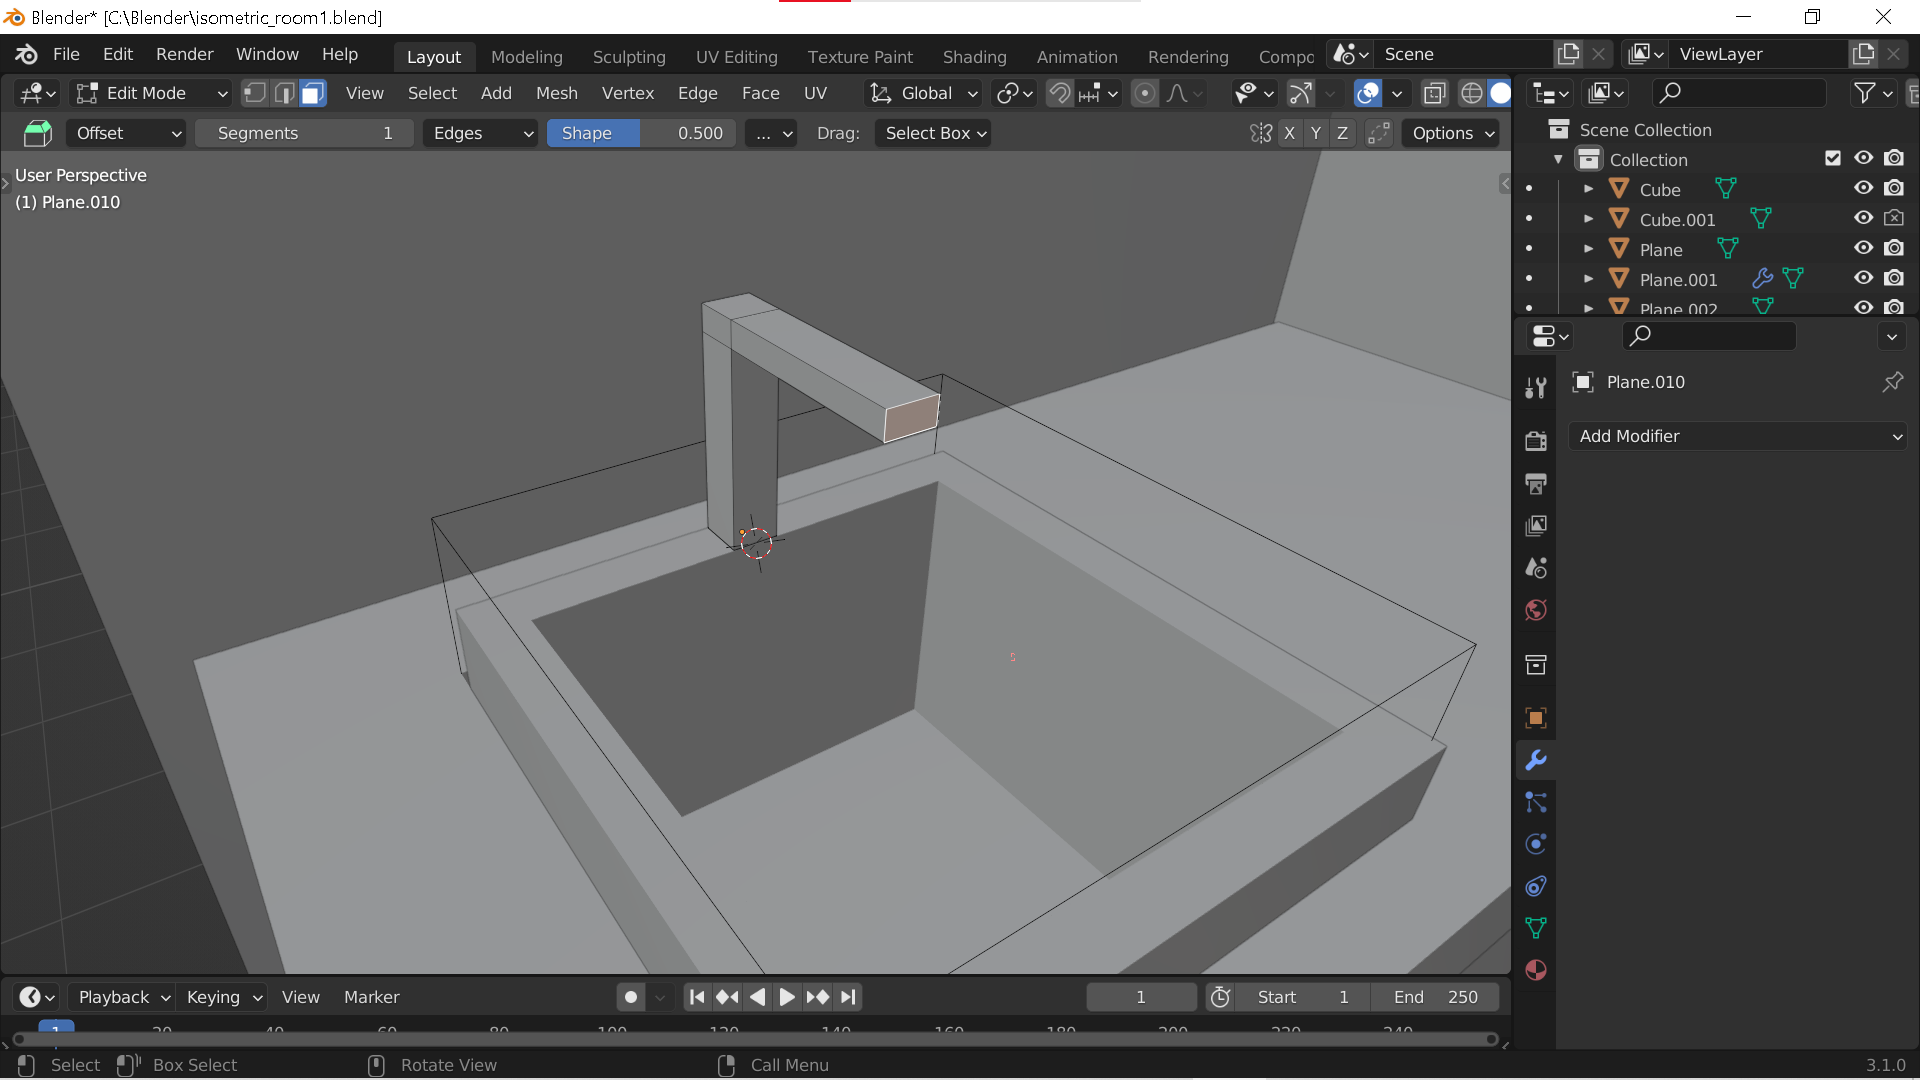 Blender* [C:\Blender\isometric_room1.blend]
File Edit Render Window Help Layout Modeling Sculpting UV Editing Texture Paint Shading Animation Rendering Compo Scene ViewLayer
Edit Mode View Select Add Mesh Vertex Edge Face UV Global
Offset Segments 1 Edges Shape 0.500 ... Drag: Select Box X Y Z Options
User Perspective
(1) Plane.010
Scene Collection
Collection
Cube
Cube.001
Plane
Plane.001
Plane.002
Plane.010
Add Modifier
Playback Keying View Marker 1 Start 1 End 250
1 20 40 60 80 100 120 140 160 180 200 220 240
Select Box Select Rotate View Call Menu 3.1.0